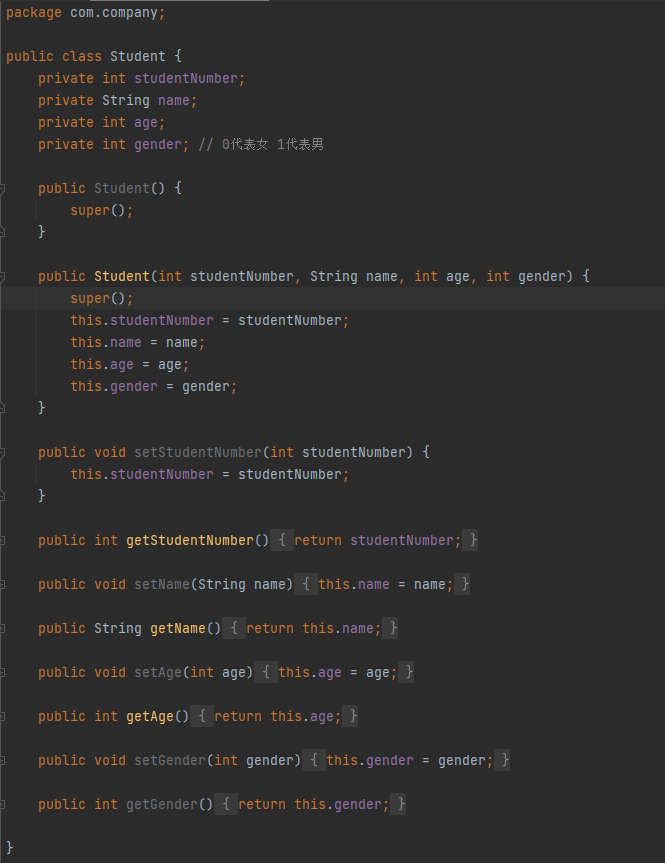 package com.company;
public class Student {
private int studentNumber;
private String name;
private int age;
private int gender; // 0代表女 1代表男
public Student() {
super();
}
public Student(int studentNumber, String name, int age, int gender) {
super();
this.studentNumber = studentNumber;
this.name = name;
this.age = age;
this.gender = gender;
}
public void setStudentNumber(int studentNumber) {
this.studentNumber = studentNumber;
}
public int getStudentNumber() { return studentNumber; }
public void setName(String name) { this.name = name; }
public String getName() { return this.name; }
public void setAge(int age) { this.age = age; }
public int getAge() { return this.age; }
public void setGender(int gender) { this.gender = gender; }
public int getGender() { return this.gender; }
}